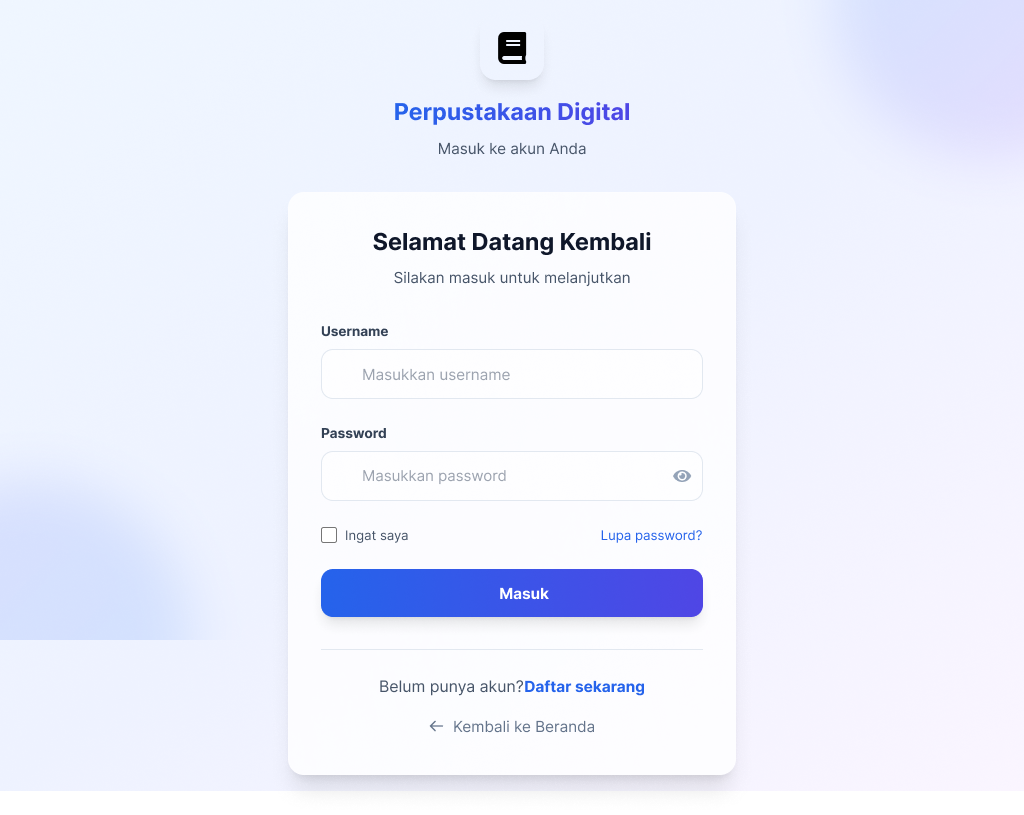 Perpustakaan Digital
Masuk ke akun Anda
Selamat Datang Kembali
Silakan masuk untuk melanjutkan
Username
Masukkan username
Password
Masukkan password
Ingat saya Lupa password?
Masuk
Belum punya akun?Daftar sekarang
Kembali ke Beranda